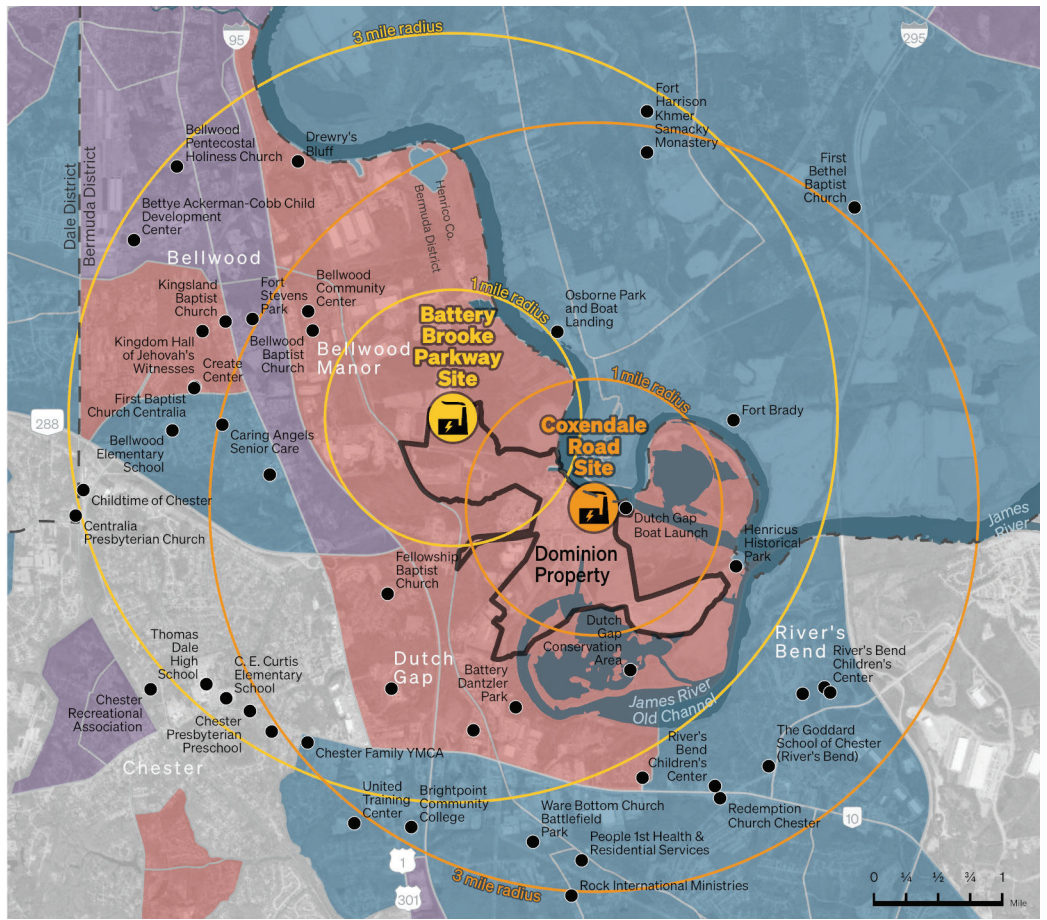 3 mile radius
95
295
Fort
Harrison
Khmer
Samacky
Monastery
Bellwood
Pentecostal
Holiness Church
Drewry's
Bluff
First
Bethel
Baptist
Church
Dale District
Bermuda District
Henrico Co.
Bermuda District
Bettye Ackerman-Cobb Child
Development
Center
Bellwood
Kingsland
Baptist
Church
Fort
Stevens
Park
Bellwood
Community
Center
1 mile radius
Osborne Park
and Boat
Landing
Battery
Brooke
Parkway
Site
Kingdom Hall
of Jehovah's
Witnesses
Bellwood
Baptist
Church
Bellwood
Manor
Create
Center
1 mile radius
First Baptist
Church Centralia
288
Fort Brady
Coxendale
Road
Site
Bellwood
Elementary
School
Caring Angels
Senior Care
Childtime of Chester
Centralia
Presbyterian Church
Dutch Gap
Boat Launch
James
River
Henricus
Historical
Park
Dominion
Property
Fellowship
Baptist
Church
Dutch
Gap
Conservation
Area
River's
Bend
River's Bend
Children's
Center
Thomas
Dale
High
School
C. E. Curtis
Elementary
School
Dutch
Gap
Battery
Dantzler
Park
James River
Old Channel
Chester
Recreational
Association
Chester
Presbyterian
Preschool
Chester
Chester Family YMCA
River's
Bend
Children's
Center
The Goddard
School of Chester
(River's Bend)
United
Training
Center
Brightpoint
Community
College
Ware Bottom Church
Battlefield
Park
Redemption
Church Chester
10
People 1st Health &
Residential Services
1
3 mile radius
Rock International Ministries
301
0 ¼ ½ ¾ 1
Mile